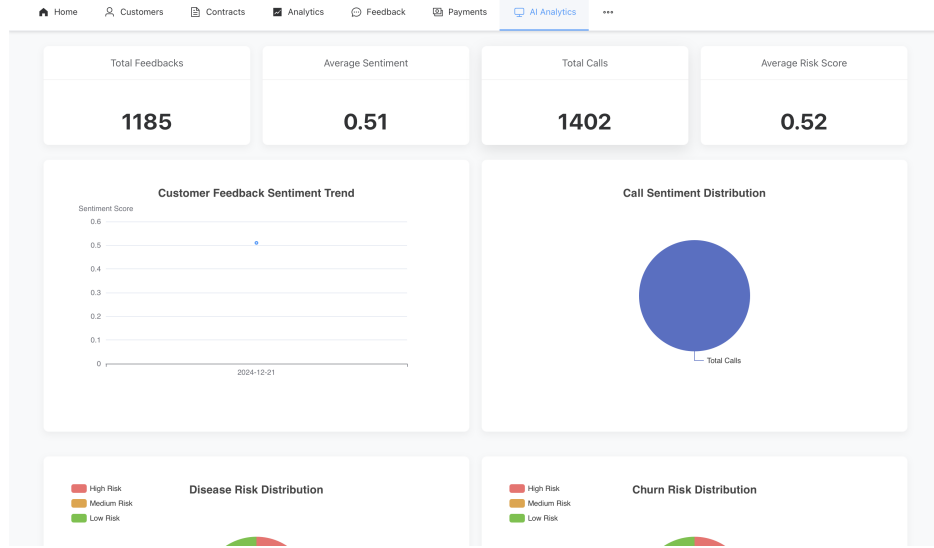 Home Customers Contracts Analytics Feedback Payments AI Analytics
Total Feedbacks
1185
Average Sentiment
0.51
Total Calls
1402
Average Risk Score
0.52
Customer Feedback Sentiment Trend
Sentiment Score
0.6
0.5
0.4
0.3
0.2
0.1
0
2024-12-21
Call Sentiment Distribution
Total Calls
Disease Risk Distribution
High Risk
Medium Risk
Low Risk
Churn Risk Distribution
High Risk
Medium Risk
Low Risk